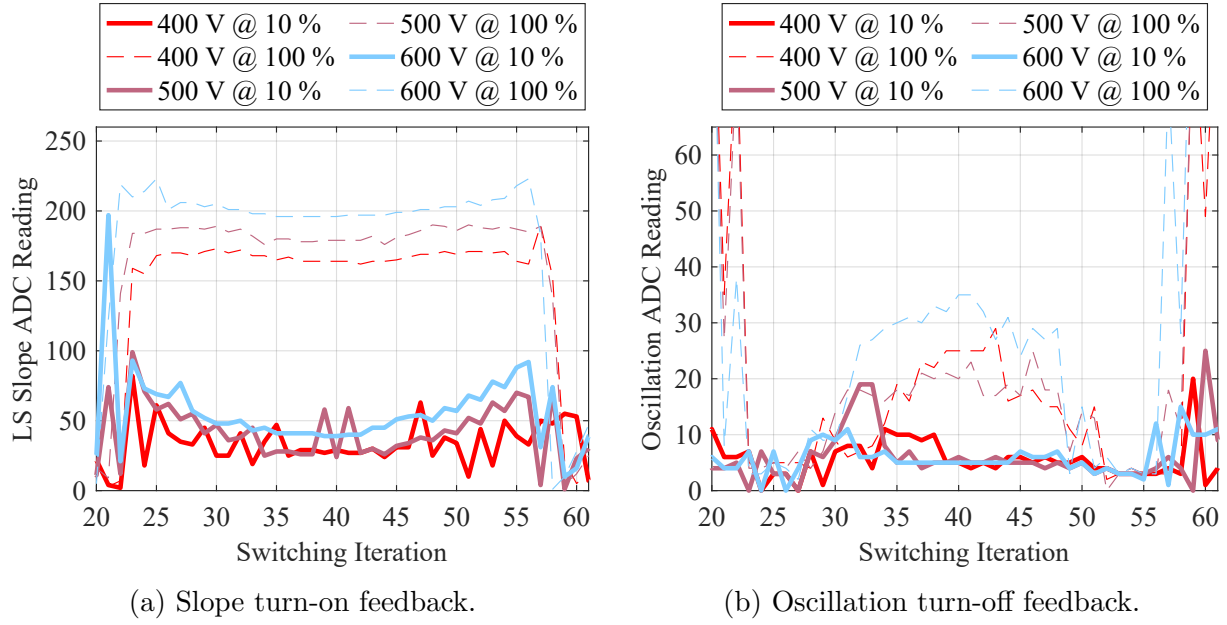 400 V @ 10 %
400 V @ 100 %
500 V @ 10 %
500 V @ 100 %
600 V @ 10 %
600 V @ 100 %
LS Slope ADC Reading
250
200
150
100
50
0
20 25 30 35 40 45 50 55 60
Switching Iteration
(a) Slope turn-on feedback.
400 V @ 10 %
400 V @ 100 %
500 V @ 10 %
500 V @ 100 %
600 V @ 10 %
600 V @ 100 %
Oscillation ADC Reading
60
50
40
30
20
10
0
20 25 30 35 40 45 50 55 60
Switching Iteration
(b) Oscillation turn-off feedback.